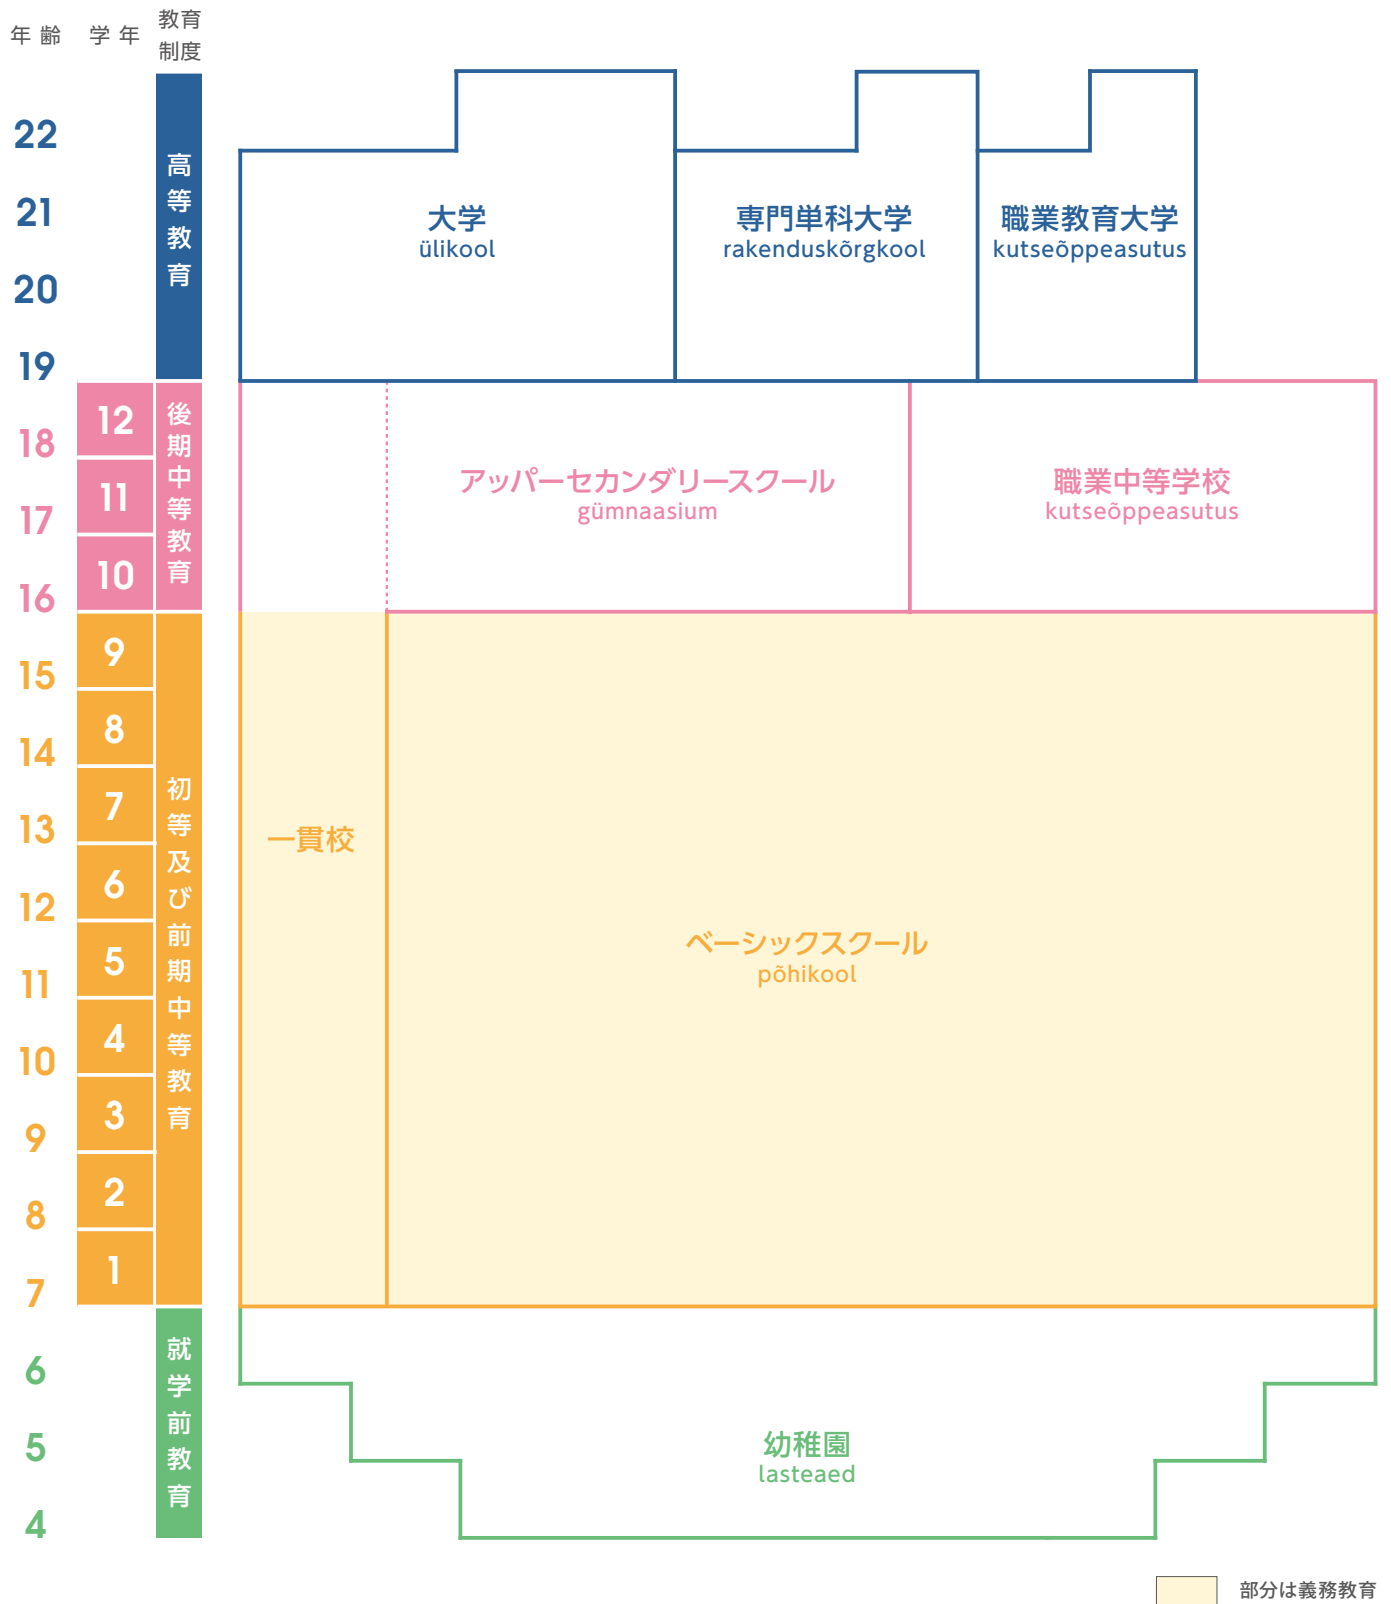 年齢 学年 教育
制度
22
21
20
19
18
17
16
15
14
13
12
11
10
9
8
7
6
5
4
12
11
10
9
8
7
6
5
4
3
2
1
高等教育
後期中等教育
初等及び前期中等教育
就学前教育
大学
ülikool
専門単科大学
rakenduskõrgkool
職業教育大学
kutseõppeasutus
アッパーセカンダリースクール
gümnaasium
職業中等学校
kutseõppeasutus
一貫校
ベーシックスクール
põhikool
幼稚園
lasteaed
部分は義務教育